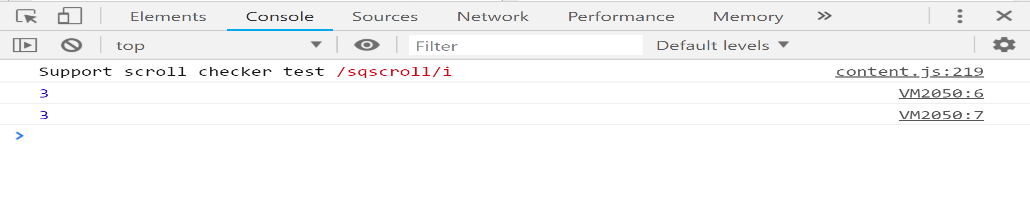 Elements Console Sources Network Performance Memory
top Filter Default levels
Support scroll checker test /sqscroll/i content.js:219
3 VM2050:6
3 VM2050:7